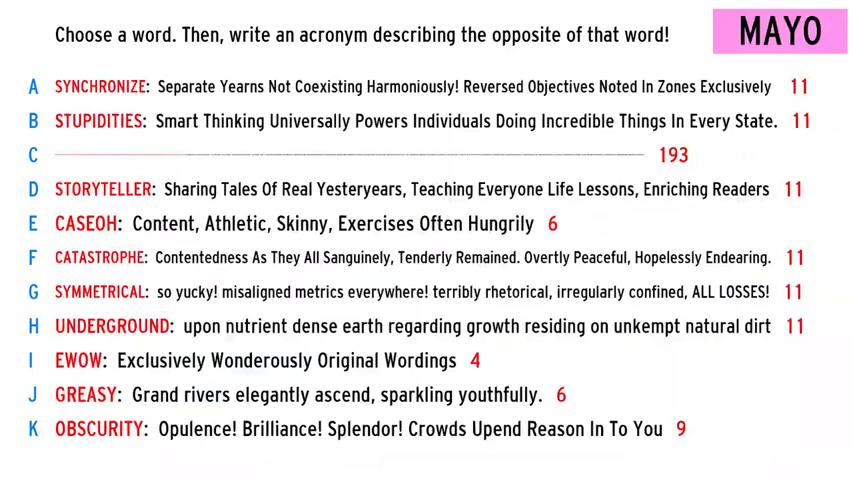 Choose a word. Then, write an acronym describing the opposite of that word!
MAYO
A SYNCHRONIZE: Separate Yearns Not Coexisting Harmoniously! Reversed Objectives Noted In Zones Exclusively 11
B STUPIDITIES: Smart Thinking Universally Powers Individuals Doing Incredible Things In Every State. 11
C 193
D STORYTELLER: Sharing Tales Of Real Yesteryears, Teaching Everyone Life Lessons, Enriching Readers 11
E CASEOH: Content, Athletic, Skinny, Exercises Often Hungrily 6
F CATASTROPHE: Contentedness As They All Sanguinely, Tenderly Remained. Overtly Peaceful, Hopelessly Endearing. 11
G SYMMETRICAL: so yucky! misaligned metrics everywhere! terribly rhetorical, irregularly confined, ALL LOSSES! 11
H UNDERGROUND: upon nutrient dense earth regarding growth residing on unkempt natural dirt 11
I EWOW: Exclusively Wonderously Original Wordings 4
J GREASY: Grand rivers elegantly ascend, sparkling youthfully. 6
K OBSCURITY: Opulence! Brilliance! Splendor! Crowds Upend Reason In To You 9